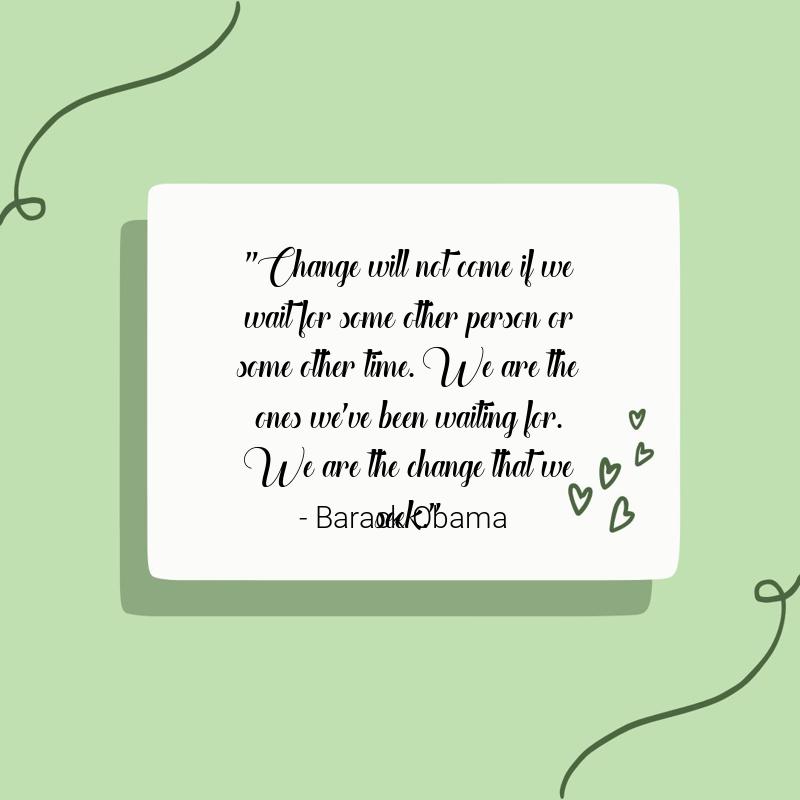 "Change will not come if we
wait for some other person or
some other time. We are the
ones we've been waiting for.
We are the change that we
seek."
- Barack Obama